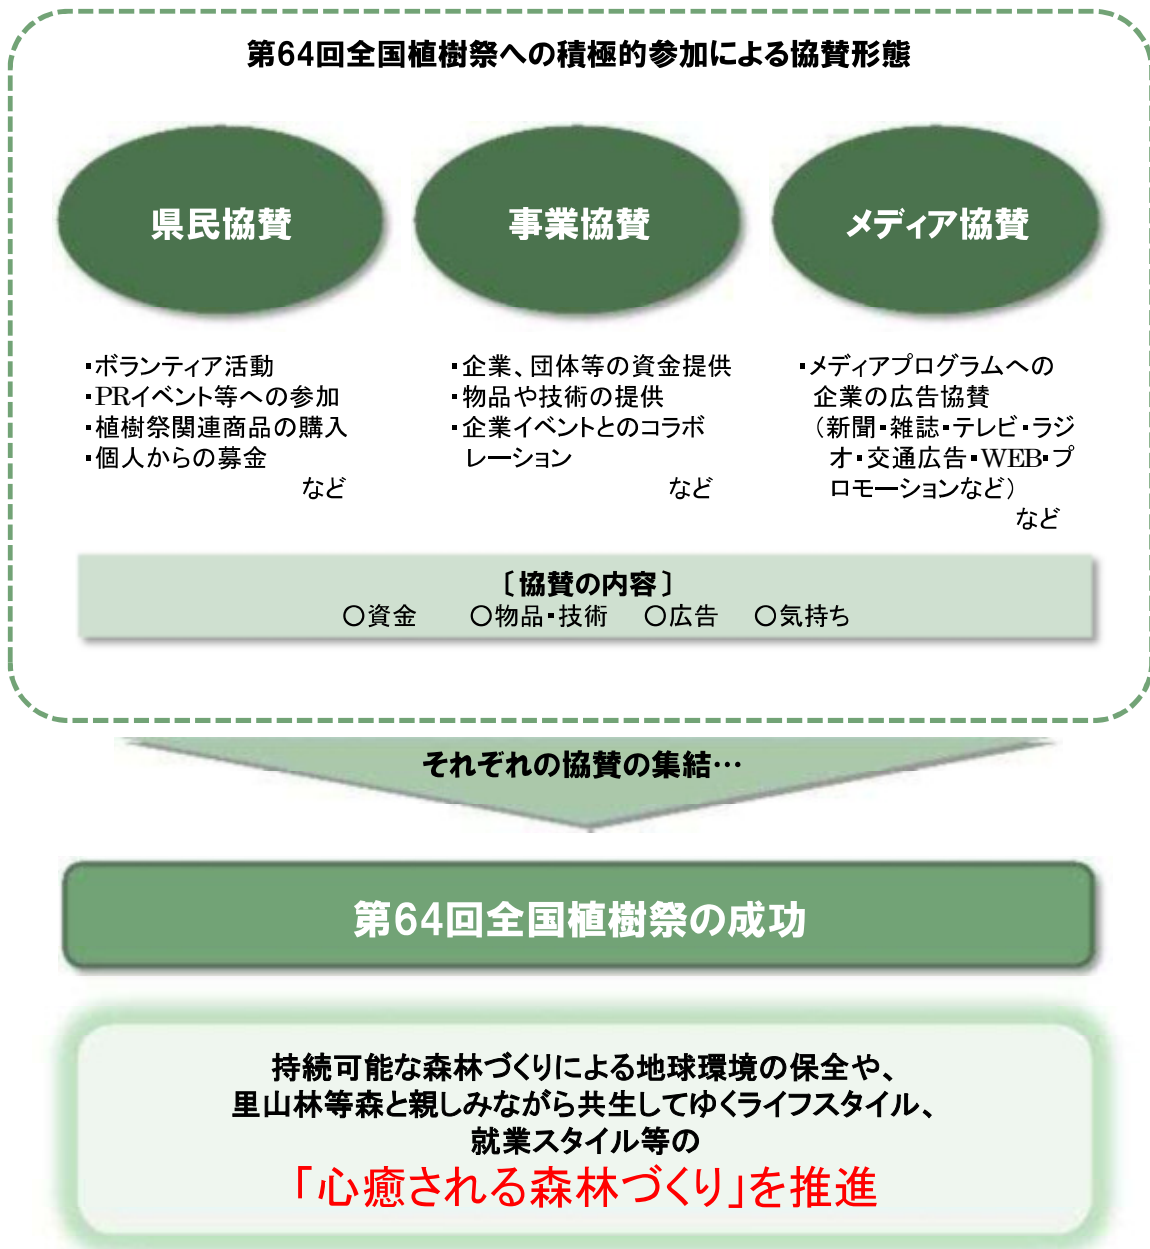 第64回全国植樹祭への積極的参加による協賛形態
県民協賛
・ボランティア活動
・PRイベント等への参加
・植樹祭関連商品の購入
・個人からの募金
など
事業協賛
・企業、団体等の資金提供
・物品や技術の提供
・企業イベントとのコラボ
レーション
など
メディア協賛
・メディアプログラムへの
企業の広告協賛
（新聞・雑誌・テレビ・ラジ
オ・交通広告・WEB・プ
ロモーションなど）
など
〔協賛の内容〕
○資金　○物品・技術　○広告　○気持ち
それぞれの協賛の集結…
第64回全国植樹祭の成功
持続可能な森林づくりによる地球環境の保全や、
里山林等森と親しみながら共生してゆくライフスタイル、
就業スタイル等の
「心癒される森林づくり」を推進